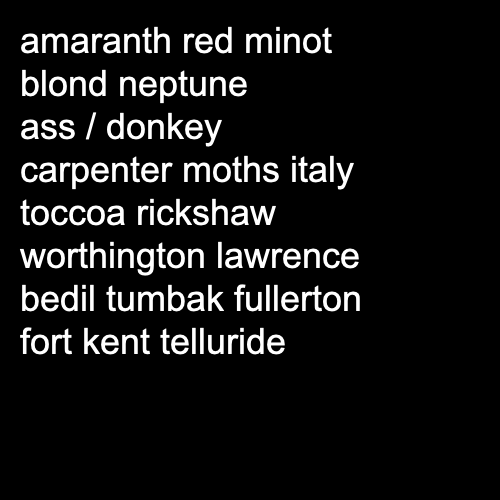 amaranth red minot
blond neptune
ass / donkey
carpenter moths italy
toccoa rickshaw
worthington lawrence
bedil tumbak fullerton
fort kent telluride